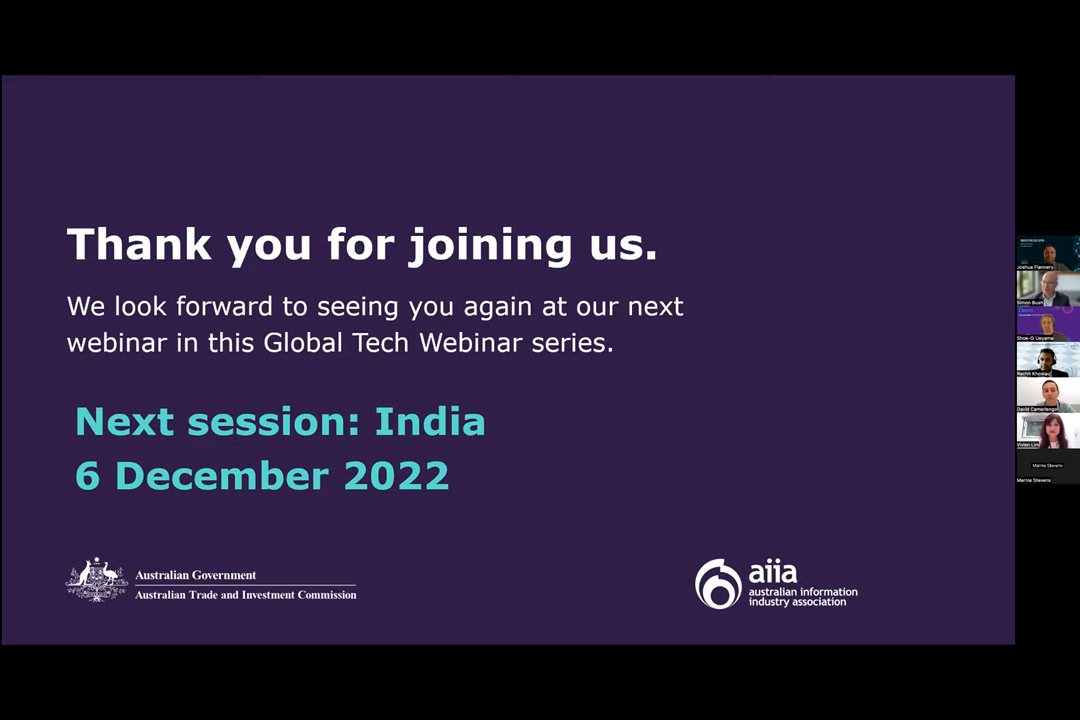 Thank you for joining us.
We look forward to seeing you again at our next
webinar in this Global Tech Webinar series.
Next session: India
6 December 2022
Australian Government
Australian Trade and Investment Commission
aiia
australian information
industry association
Joshua Flannery
Simon Bush
Shoe-G Ueyama
Rachit Khosla
David Camerlengo
Vivien Lim
Marnie Stevens
Marnie Stevens